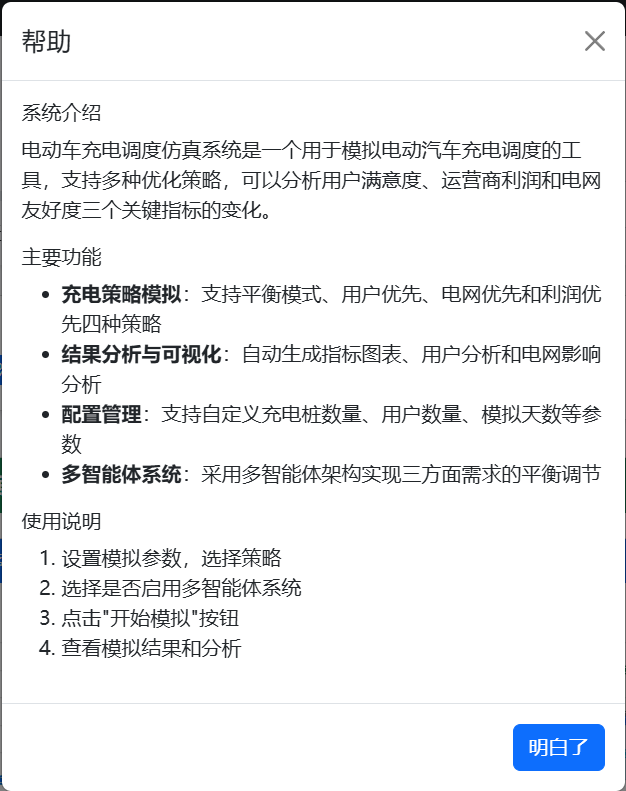 帮助
系统介绍
电动车充电调度仿真系统是一个用于模拟电动汽车充电调度的工
具，支持多种优化策略，可以分析用户满意度、运营商利润和电网
友好度三个关键指标的变化。
主要功能
• 充电策略模拟：支持平衡模式、用户优先、电网优先和利润优
先四种策略
• 结果分析与可视化：自动生成指标图表、用户分析和电网影响
分析
• 配置管理：支持自定义充电桩数量、用户数量、模拟天数等参
数
• 多智能体系统：采用多智能体架构实现三方面需求的平衡调节
使用说明
1. 设置模拟参数，选择策略
2. 选择是否启用多智能体系统
3. 点击"开始模拟"按钮
4. 查看模拟结果和分析
明白了